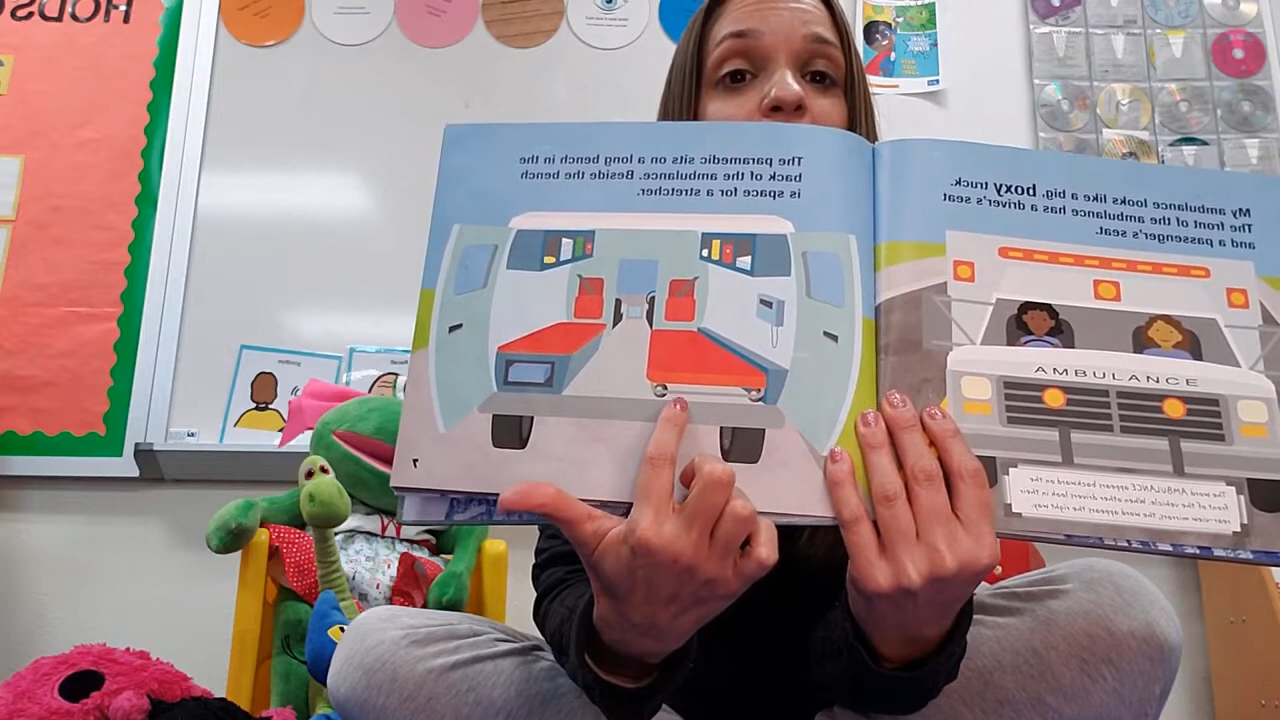 HODSO
goodbye
The paramedic sits on a long bench in the
back of the ambulance. Beside the bench
is space for a stretcher.
7
My ambulance looks like a big, boxy truck.
The front of the ambulance has a driver's seat
and a passenger's seat.
AMBULANCE
The word AMBULANCE appears backward on the
front of the vehicle. When other drivers look in their
rear-view mirrors, the word appears the right way.